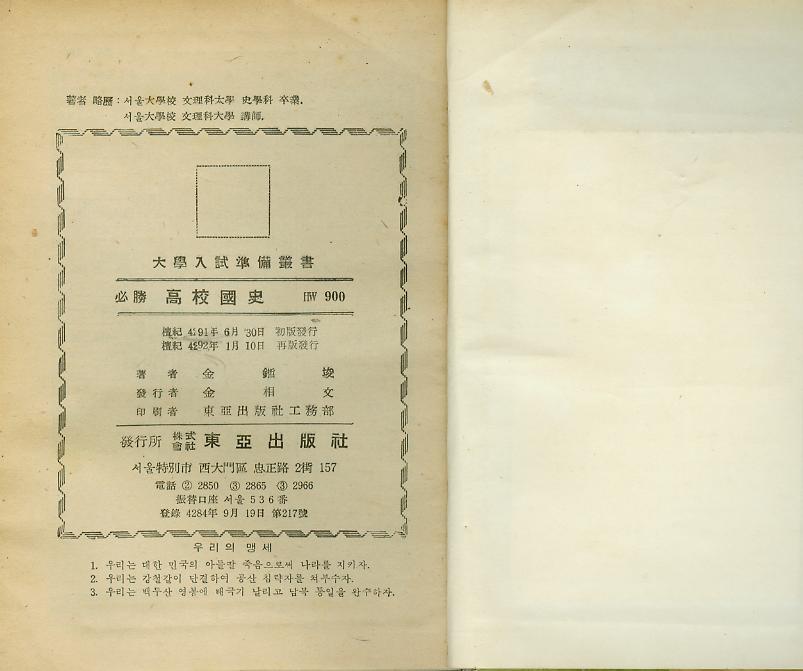 著者 略歷 : 서울大學校 文理科大學 史學科 卒業.
서울大學校 文理科大學 講師.
大學入試準備叢書
必勝 高校國史 HW 900
檀紀 4291年 6月 30日 初版發行
檀紀 4292年 1月 10日 再版發行
著者 金鍾埈
發行者 金相文
印刷者 東亞出版社工務部
發行所 株式會社 東亞出版社
서울特別市 西大門區 忠正路 2街 157
電話 ② 2850 ③ 2865 ③ 2966
振替口座 서울 536番
登錄 4284年 9月 19日 第217號
우리의 맹세
1. 우리는 대한 민국의 아들딸 죽음으로써 나라를 지키자.
2. 우리는 강철같이 단결하여 공산 침략자를 쳐부수자.
3. 우리는 백두산 영봉에 태극기 날리고 남북 통일을 완수하자.